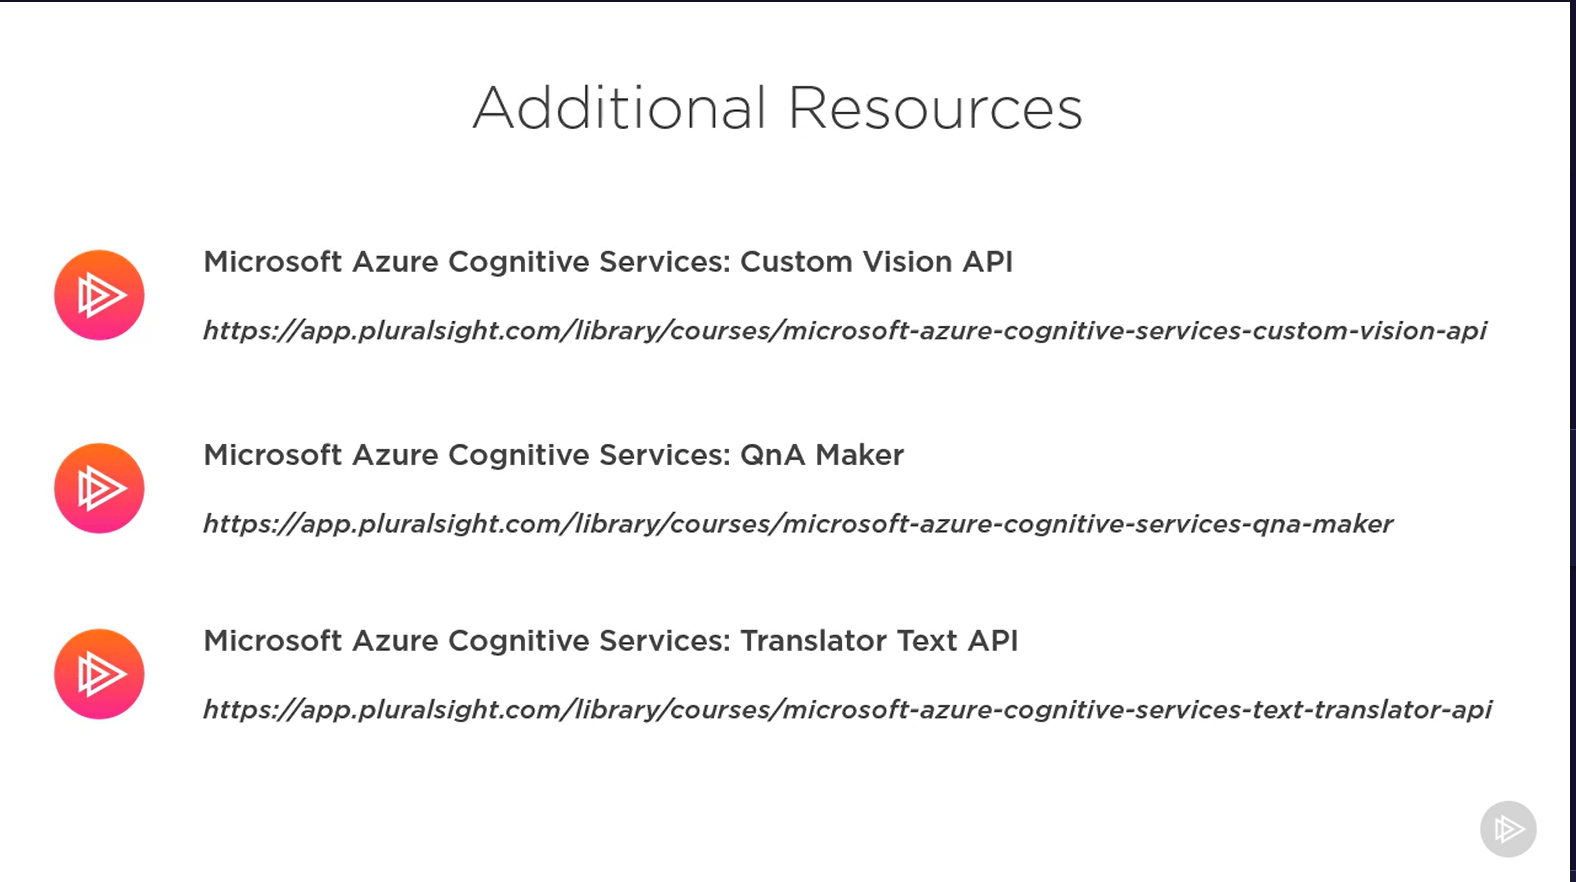 Additional Resources
Microsoft Azure Cognitive Services: Custom Vision API
https://app.pluralsight.com/library/courses/microsoft-azure-cognitive-services-custom-vision-api
Microsoft Azure Cognitive Services: QnA Maker
https://app.pluralsight.com/library/courses/microsoft-azure-cognitive-services-qna-maker
Microsoft Azure Cognitive Services: Translator Text API
https://app.pluralsight.com/library/courses/microsoft-azure-cognitive-services-text-translator-api